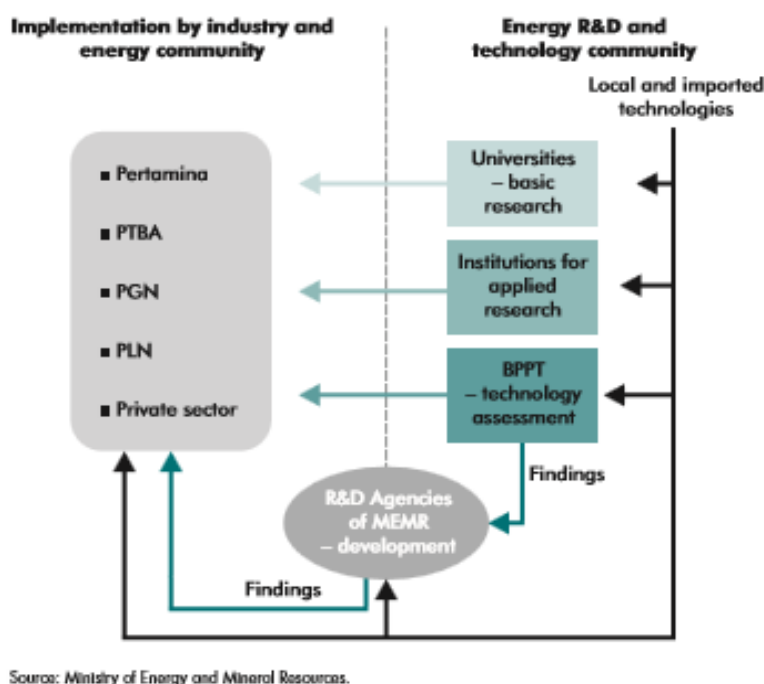 Implementation by industry and
energy community
Energy R&D and
technology community
Local and imported
technologies
▪ Pertamina
▪ PTBA
▪ PGN
▪ PLN
▪ Private sector
Universities
– basic
research
Institutions for
applied
research
BPPT
– technology
assessment
Findings
R&D Agencies
of MEMR
– development
Findings
Source: Ministry of Energy and Mineral Resources.